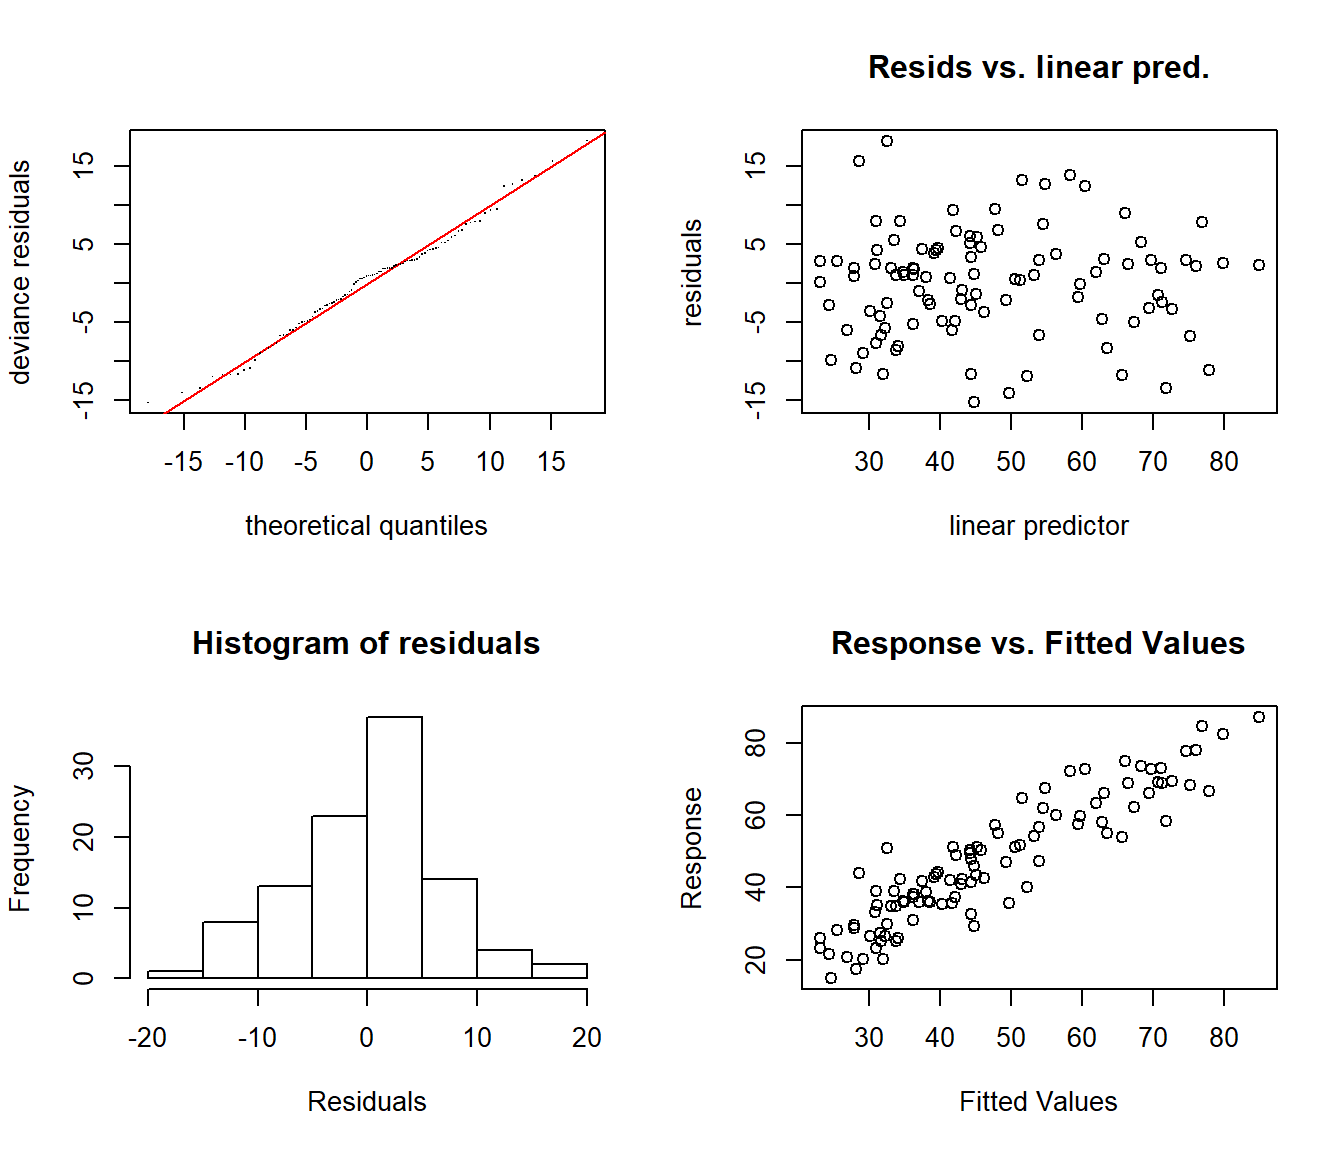 deviance residuals
15
5
-5
-15
-15 -10 -5 0 5 10 15
theoretical quantiles
Resids vs. linear pred.
residuals
15
5
-5
-15
30 40 50 60 70 80
linear predictor
Histogram of residuals
Frequency
30
20
10
0
-20 -10 0 10 20
Residuals
Response vs. Fitted Values
Response
80
60
40
20
30 40 50 60 70 80
Fitted Values